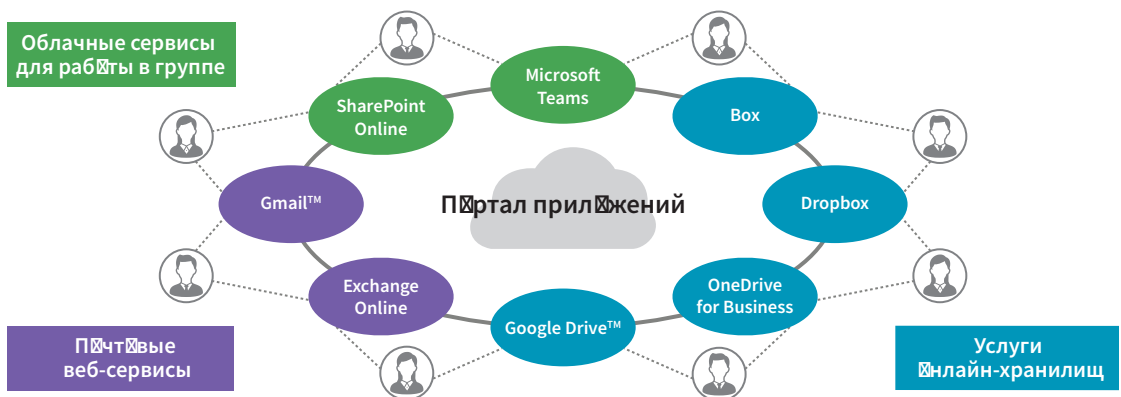 Облачные сервисы
для раб☒ты в группе
Microsoft
Teams
SharePoint
Online
Box
Gmail™
П☒ртал прил☒жений
Dropbox
Exchange
Online
OneDrive
for Business
Google Drive™
П☒чт☒вые
веб-сервисы
Услуги
☒нлайн-хранилищ